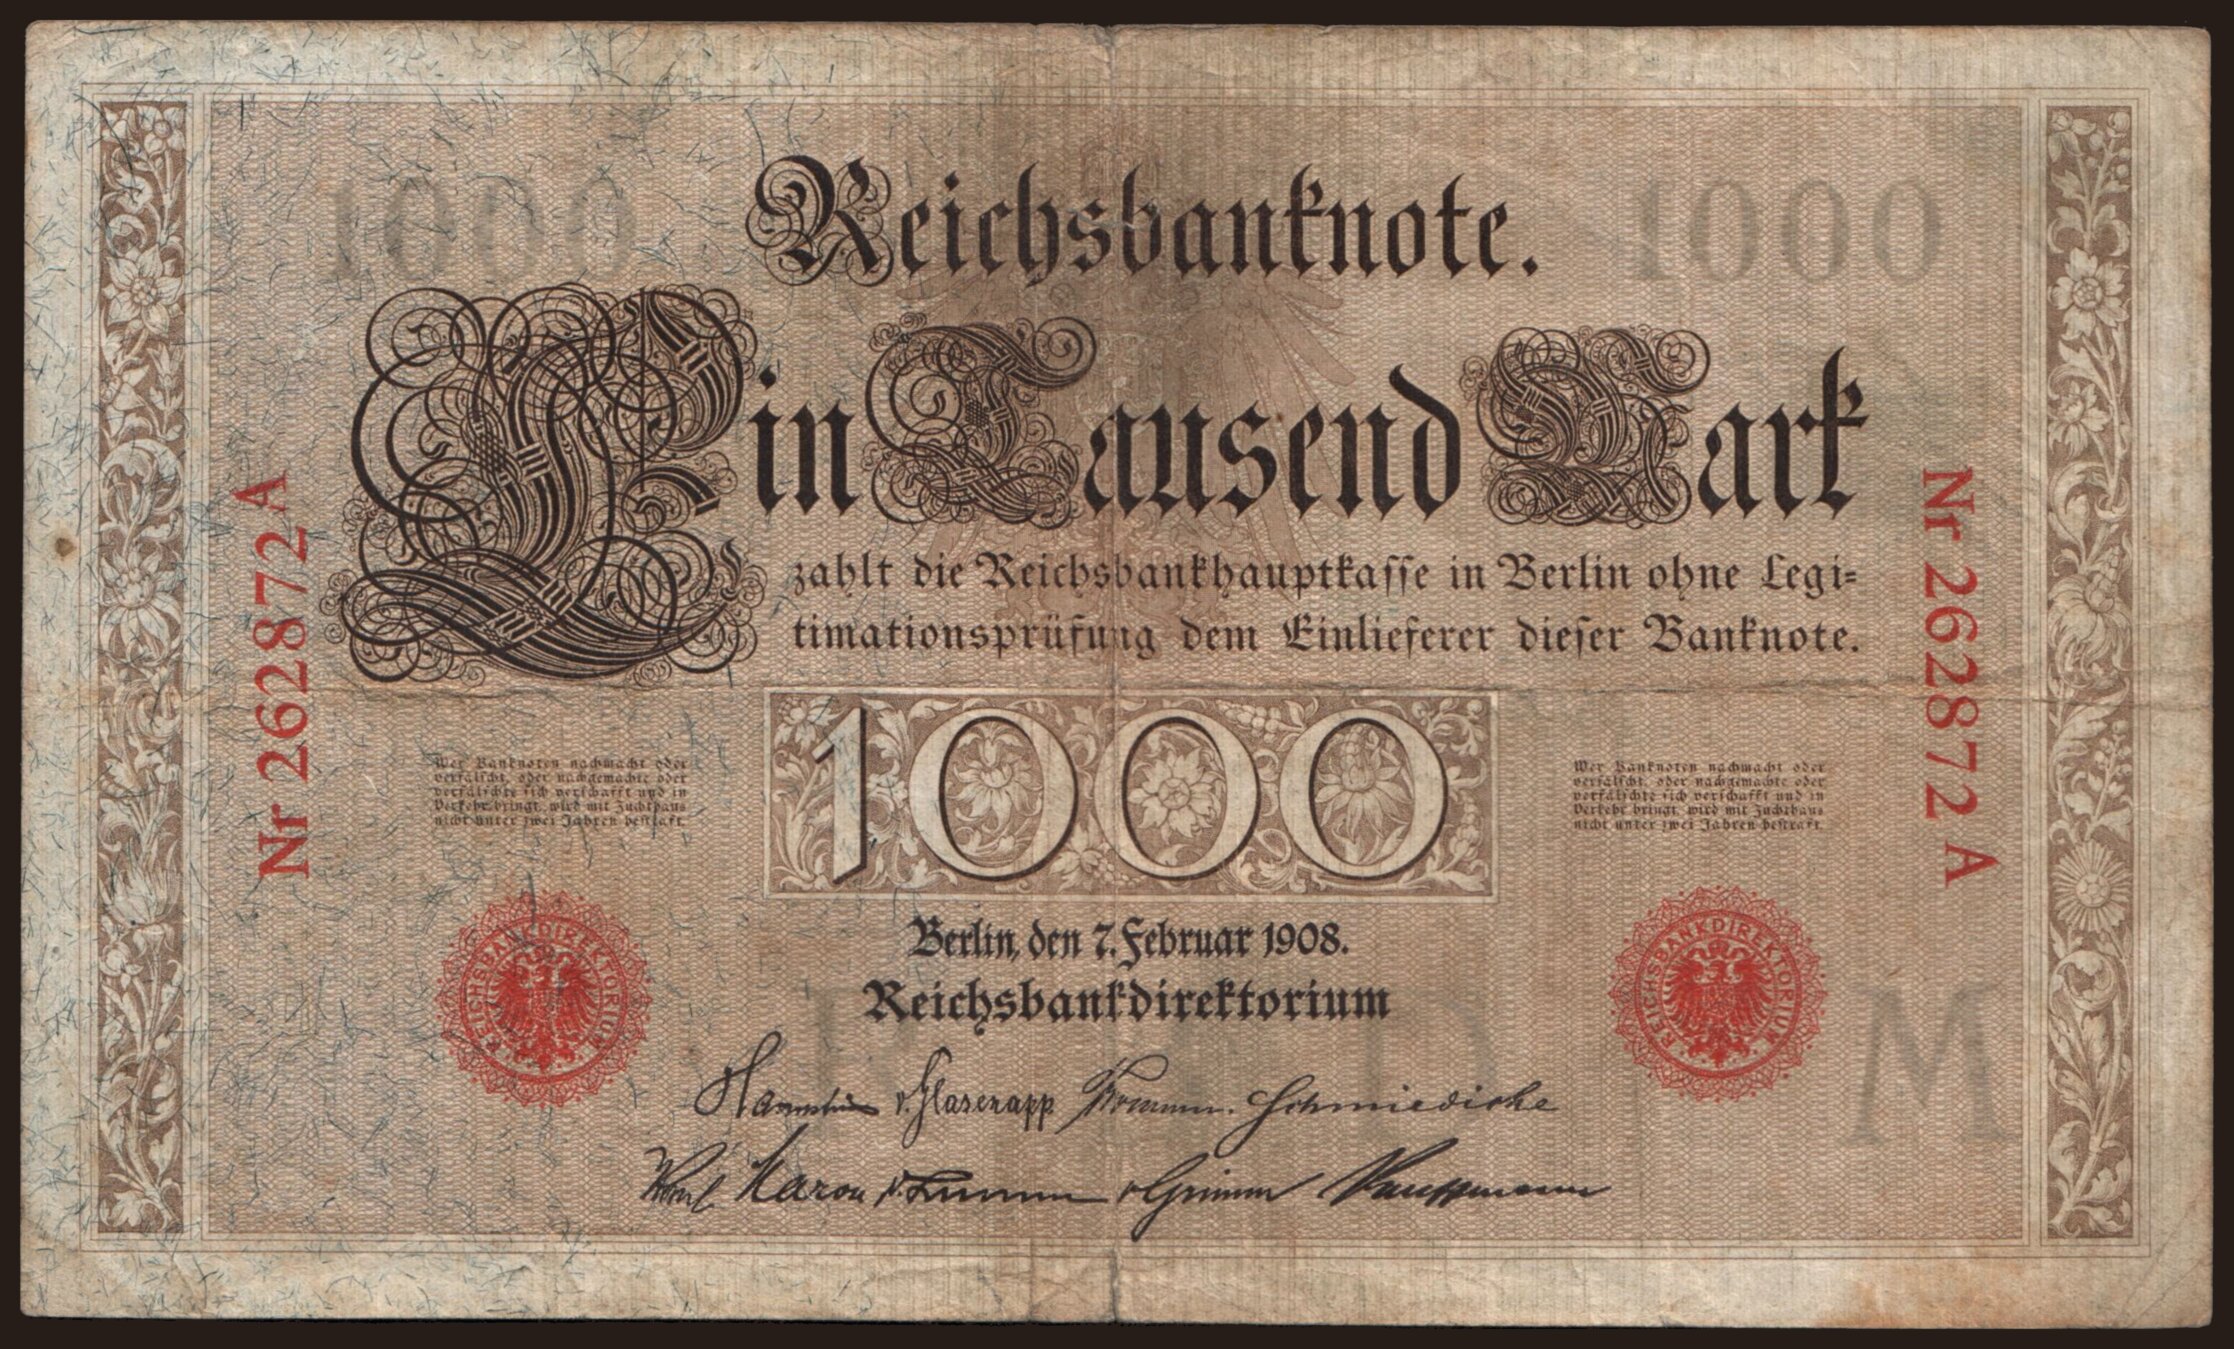 1000
Reichsbanknote.
1000
Ein Tausend Mark
zahlt die Reichsbankhauptkasse in Berlin ohne Legi=
timationsprüfung dem Einlieferer dieser Banknote.
Nr 262872 A
Nr 262872 A
1000
Wer Banknoten nachmacht oder
verfälscht, oder nachgemachte oder
verfälschte sich verschafft und in
Verkehr bringt, wird mit Zuchthaus
nicht unter zwei Jahren bestraft.
Wer Banknoten nachmacht oder
verfälscht, oder nachgemachte oder
verfälschte sich verschafft und in
Verkehr bringt, wird mit Zuchthaus
nicht unter zwei Jahren bestraft.
Berlin, den 7. Februar 1908.
Reichsbankdirektorium
REICHSBANKDIREKTORIUM
REICHSBANKDIREKTORIUM
M
v. Glasenapp Schmiedicke
Korn Maron v. Lumm v Grimm Kauffmann